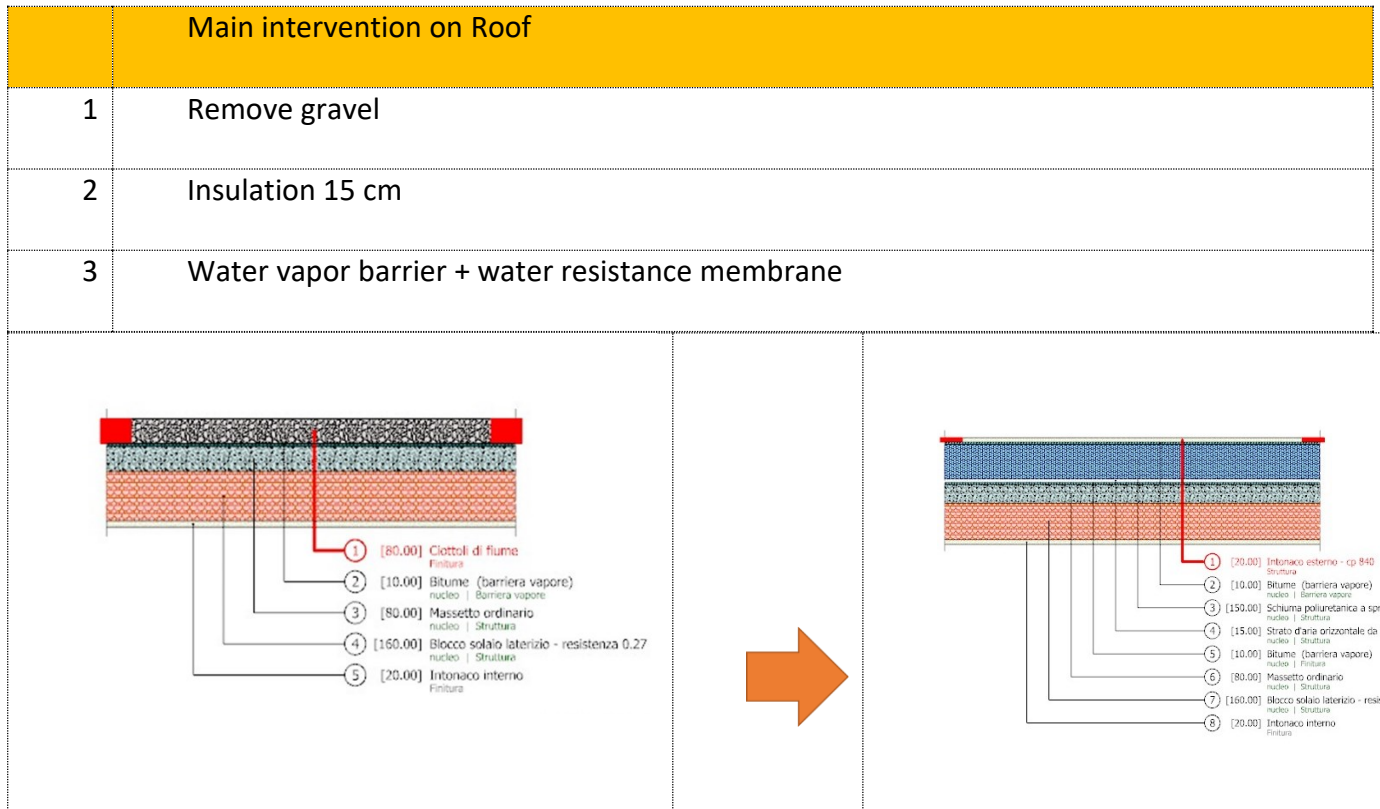 Main intervention on Roof
1 Remove gravel
2 Insulation 15 cm
3 Water vapor barrier + water resistance membrane
1 [80.00] Ciottoli di fiume
Finitura
2 [10.00] Bitume (barriera vapore)
nucleo | Barriera vapore
3 [80.00] Massetto ordinario
nucleo | Struttura
4 [160.00] Blocco solaio laterizio - resistenza 0.27
nucleo | Struttura
5 [20.00] Intonaco interno
Finitura
1 [20.00] Intonaco esterno - cp 840
Struttura
2 [10.00] Bitume (barriera vapore)
nucleo | Barriera vapore
3 [150.00] Schiuma poliuretanica a spr
nucleo | Struttura
4 [15.00] Strato d'aria orizzontale da
nucleo | Struttura
5 [10.00] Bitume (barriera vapore)
nucleo | Finitura
6 [80.00] Massetto ordinario
nucleo | Struttura
7 [160.00] Blocco solaio laterizio - resis
nucleo | Struttura
8 [20.00] Intonaco interno
Finitura